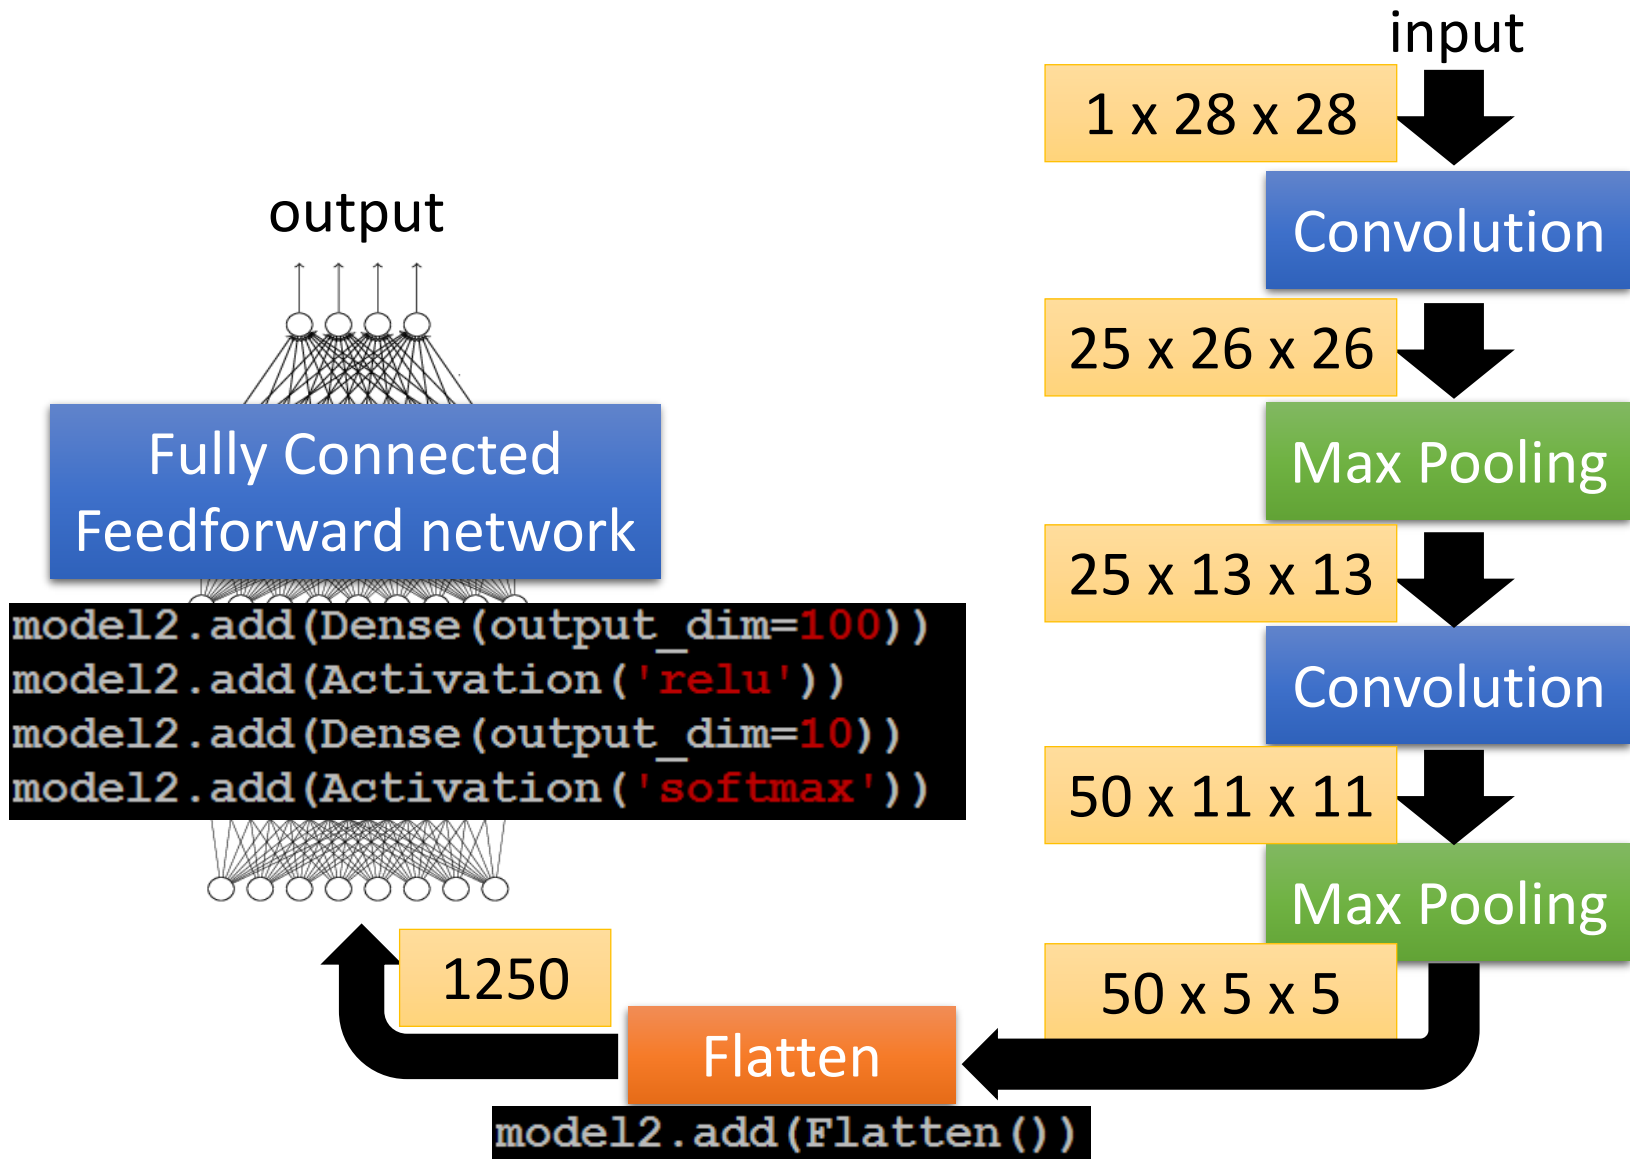 input
1 x 28 x 28
Convolution
25 x 26 x 26
Max Pooling
25 x 13 x 13
Convolution
50 x 11 x 11
Max Pooling
50 x 5 x 5
Flatten
model2.add(Flatten())
1250
model2.add(Dense(output_dim=100))
model2.add(Activation('relu'))
model2.add(Dense(output_dim=10))
model2.add(Activation('softmax'))
Fully Connected
Feedforward network
output